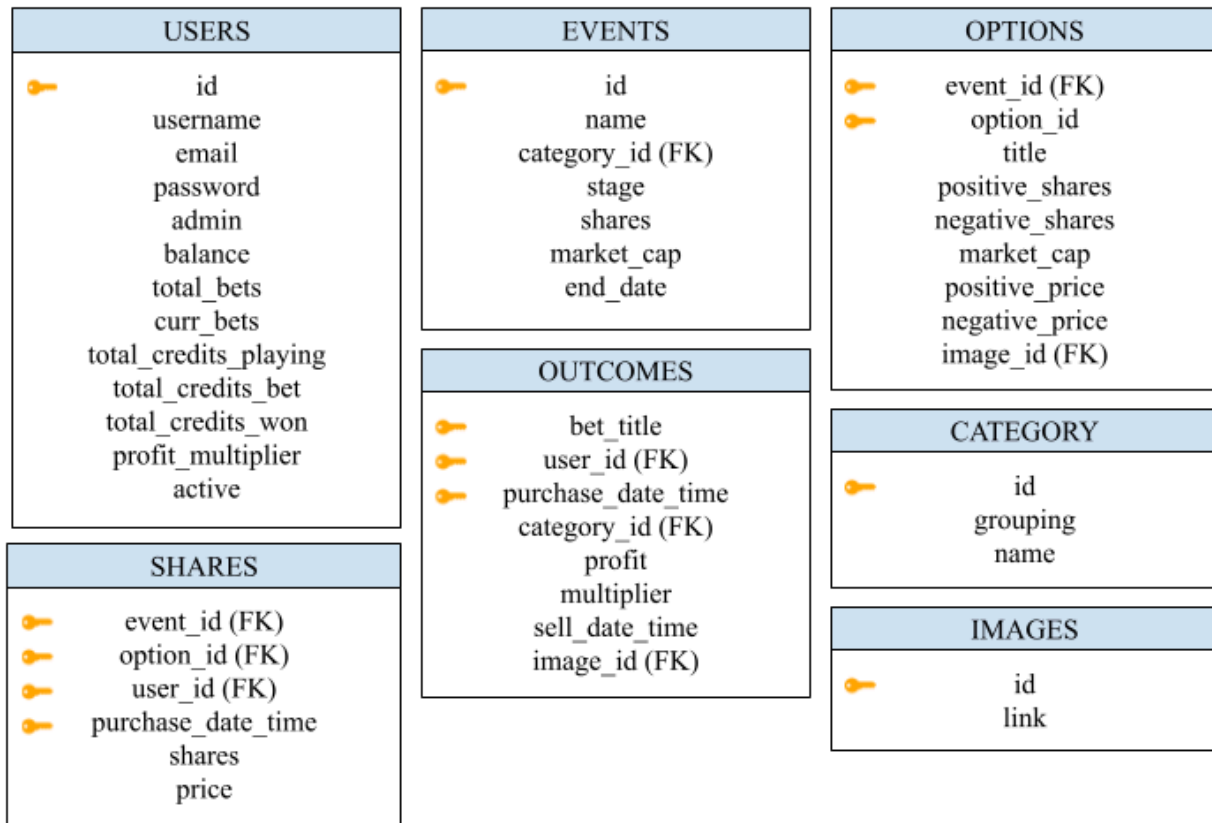 USERS
id
username
email
password
admin
balance
total_bets
curr_bets
total_credits_playing
total_credits_bet
total_credits_won
profit_multiplier
active
SHARES
event_id (FK)
option_id (FK)
user_id (FK)
purchase_date_time
shares
price
EVENTS
id
name
category_id (FK)
stage
shares
market_cap
end_date
OUTCOMES
bet_title
user_id (FK)
purchase_date_time
category_id (FK)
profit
multiplier
sell_date_time
image_id (FK)
OPTIONS
event_id (FK)
option_id
title
positive_shares
negative_shares
market_cap
positive_price
negative_price
image_id (FK)
CATEGORY
id
grouping
name
IMAGES
id
link